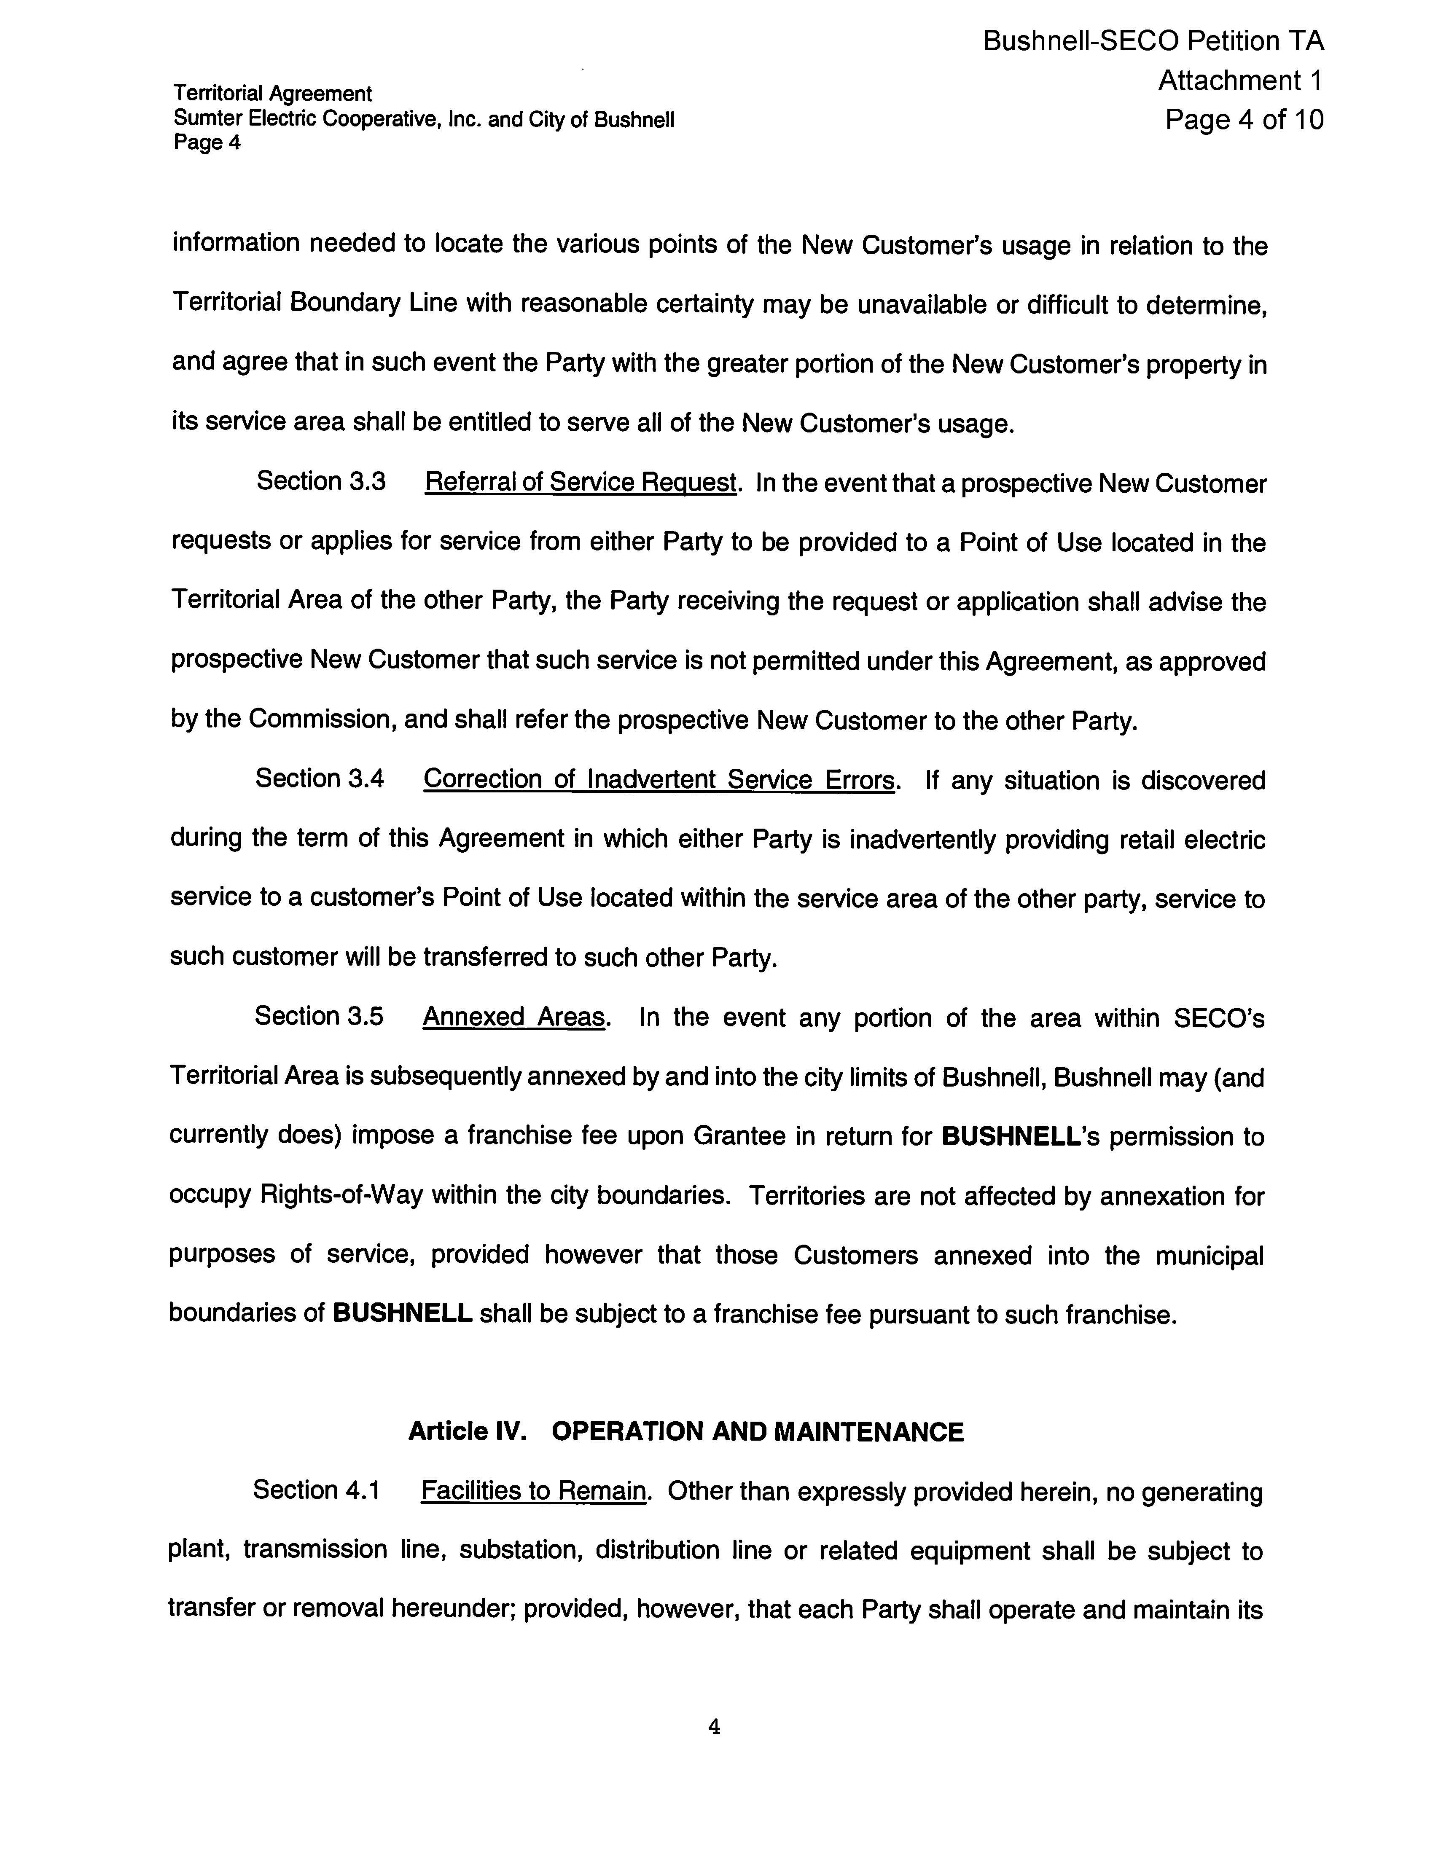 Bushnell-SECO Petition TA
Attachment 1
Page 4 of 10
Territorial Agreement
Sumter Electric Cooperative, Inc. and City of Bushnell
Page 4
information needed to locate the various points of the New Customer's usage in relation to the
Territorial Boundary Line with reasonable certainty may be unavailable or difficult to determine,
and agree that in such event the Party with the greater portion of the New Customer's property in
its service area shall be entitled to serve all of the New Customer's usage.
Section 3.3 Referral of Service Request. In the event that a prospective New Customer
requests or applies for service from either Party to be provided to a Point of Use located in the
Territorial Area of the other Party, the Party receiving the request or application shall advise the
prospective New Customer that such service is not permitted under this Agreement, as approved
by the Commission, and shall refer the prospective New Customer to the other Party.
Section 3.4 Correction of Inadvertent Service Errors. If any situation is discovered
during the term of this Agreement in which either Party is inadvertently providing retail electric
service to a customer's Point of Use located within the service area of the other party, service to
such customer will be transferred to such other Party.
Section 3.5 Annexed Areas. In the event any portion of the area within SECO's
Territorial Area is subsequently annexed by and into the city limits of Bushnell, Bushnell may (and
currently does) impose a franchise fee upon Grantee in return for BUSHNELL's permission to
occupy Rights-of-Way within the city boundaries. Territories are not affected by annexation for
purposes of service, provided however that those Customers annexed into the municipal
boundaries of BUSHNELL shall be subject to a franchise fee pursuant to such franchise.
Article IV. OPERATION AND MAINTENANCE
Section 4.1 Facilities to Remain. Other than expressly provided herein, no generating
plant, transmission line, substation, distribution line or related equipment shall be subject to
transfer or removal hereunder; provided, however, that each Party shall operate and maintain its
4